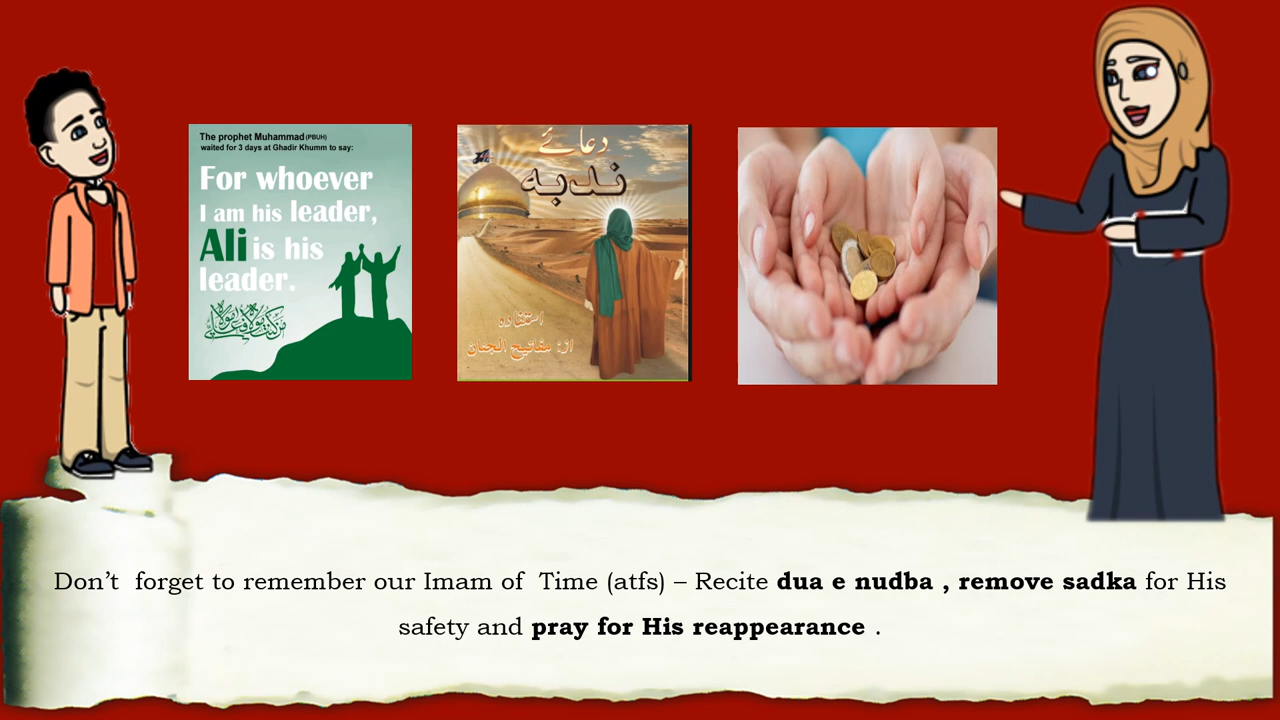 The prophet Muhammad (PBUH)
waited for 3 days at Ghadir Khumm to say:
For whoever
I am his leader,
Ali is his
leader.
دعائے
ندبه
استفاده
از: مفاتیح الجنان
Don’t forget to remember our Imam of Time (atfs) – Recite dua e nudba , remove sadka for His
safety and pray for His reappearance .